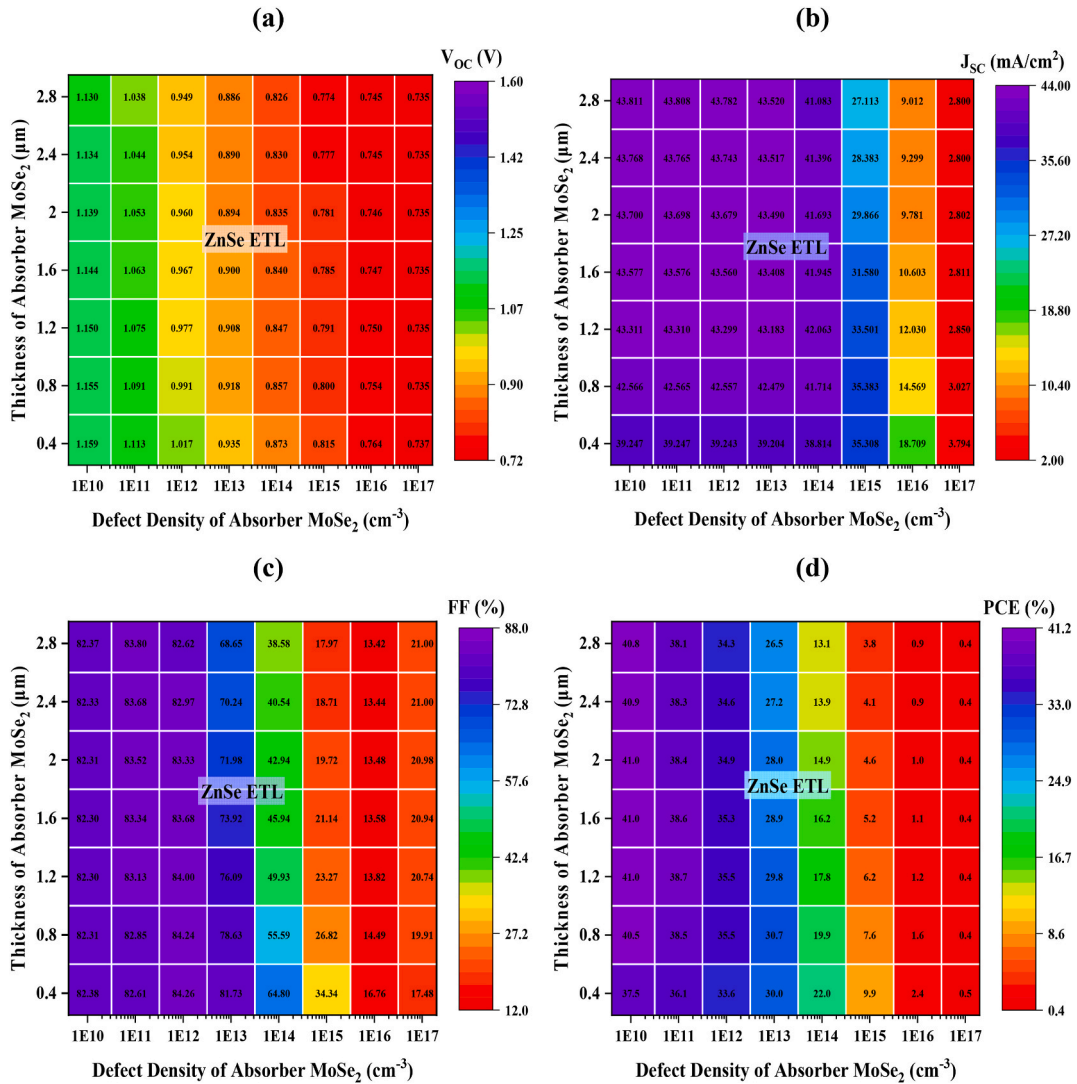 (a)
V_OC (V)
Thickness of Absorber MoSe₂ (µm)
2.8 1.130 1.038 0.949 0.886 0.826 0.774 0.745 0.735
2.4 1.134 1.044 0.954 0.890 0.830 0.777 0.745 0.735
2 1.139 1.053 0.960 0.894 0.835 0.781 0.746 0.735
ZnSe ETL
1.6 1.144 1.063 0.967 0.900 0.840 0.785 0.747 0.735
1.2 1.150 1.075 0.977 0.908 0.847 0.791 0.750 0.735
0.8 1.155 1.091 0.991 0.918 0.857 0.800 0.754 0.735
0.4 1.159 1.113 1.017 0.935 0.873 0.815 0.764 0.737
1E10 1E11 1E12 1E13 1E14 1E15 1E16 1E17
Defect Density of Absorber MoSe₂ (cm⁻³)
1.60
1.42
1.25
1.07
0.90
0.72
(b)
J_SC (mA/cm²)
Thickness of Absorber MoSe₂ (µm)
2.8 43.811 43.808 43.782 43.520 41.083 27.113 9.012 2.800
2.4 43.768 43.765 43.743 43.517 41.396 28.383 9.299 2.800
2 43.700 43.698 43.679 43.490 41.693 29.866 9.781 2.802
ZnSe ETL
1.6 43.577 43.576 43.560 43.408 41.945 31.580 10.603 2.811
1.2 43.311 43.310 43.299 43.183 42.063 33.501 12.030 2.850
0.8 42.566 42.565 42.557 42.479 41.714 35.383 14.569 3.027
0.4 39.247 39.247 39.243 39.204 38.814 35.308 18.709 3.794
1E10 1E11 1E12 1E13 1E14 1E15 1E16 1E17
Defect Density of Absorber MoSe₂ (cm⁻³)
44.00
35.60
27.20
18.80
10.40
2.00
(c)
FF (%)
Thickness of Absorber MoSe₂ (µm)
2.8 82.37 83.80 82.62 68.65 38.58 17.97 13.42 21.00
2.4 82.33 83.68 82.97 70.24 40.54 18.71 13.44 21.00
2 82.31 83.52 83.33 71.98 42.94 19.72 13.48 20.98
ZnSe ETL
1.6 82.30 83.34 83.68 73.92 45.94 21.14 13.58 20.94
1.2 82.30 83.13 84.00 76.09 49.93 23.27 13.82 20.74
0.8 82.31 82.85 84.24 78.63 55.59 26.82 14.49 19.91
0.4 82.38 82.61 84.26 81.73 64.80 34.34 16.76 17.48
1E10 1E11 1E12 1E13 1E14 1E15 1E16 1E17
Defect Density of Absorber MoSe₂ (cm⁻³)
88.0
72.8
57.6
42.4
27.2
12.0
(d)
PCE (%)
Thickness of Absorber MoSe₂ (µm)
2.8 40.8 38.1 34.3 26.5 13.1 3.8 0.9 0.4
2.4 40.9 38.3 34.6 27.2 13.9 4.1 0.9 0.4
2 41.0 38.4 34.9 28.0 14.9 4.6 1.0 0.4
ZnSe ETL
1.6 41.0 38.6 35.3 28.9 16.2 5.2 1.1 0.4
1.2 41.0 38.7 35.5 29.8 17.8 6.2 1.2 0.4
0.8 40.5 38.5 35.5 30.7 19.9 7.6 1.6 0.4
0.4 37.5 36.1 33.6 30.0 22.0 9.9 2.4 0.5
1E10 1E11 1E12 1E13 1E14 1E15 1E16 1E17
Defect Density of Absorber MoSe₂ (cm⁻³)
41.2
33.0
24.9
16.7
8.6
0.4